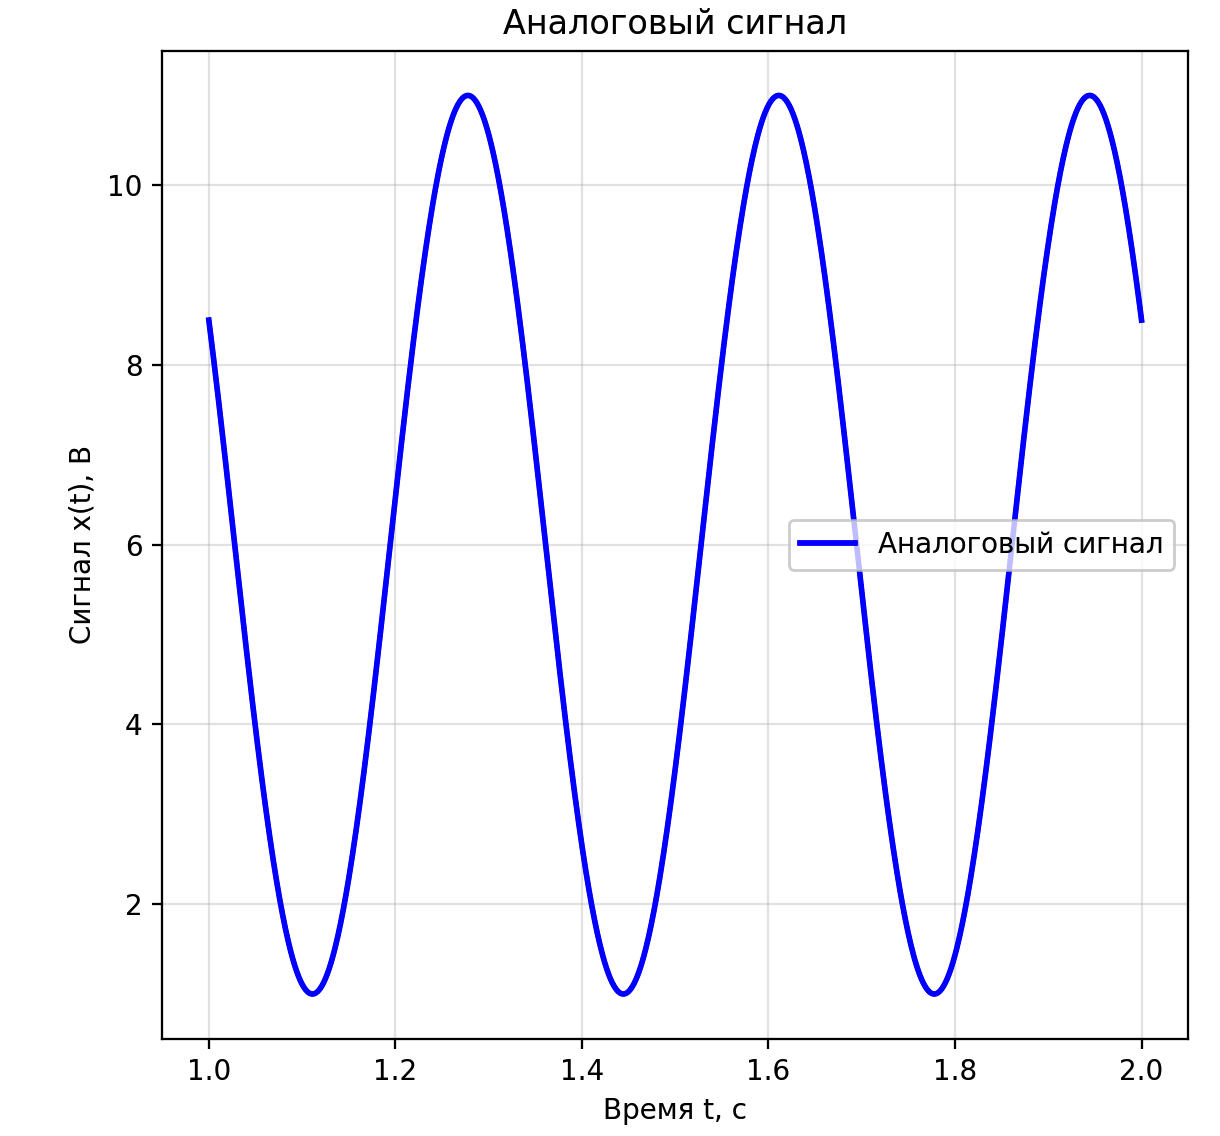 Аналоговый сигнал
10
8
6
4
2
Сигнал x(t), В
Аналоговый сигнал
1.0 1.2 1.4 1.6 1.8 2.0
Время t, с